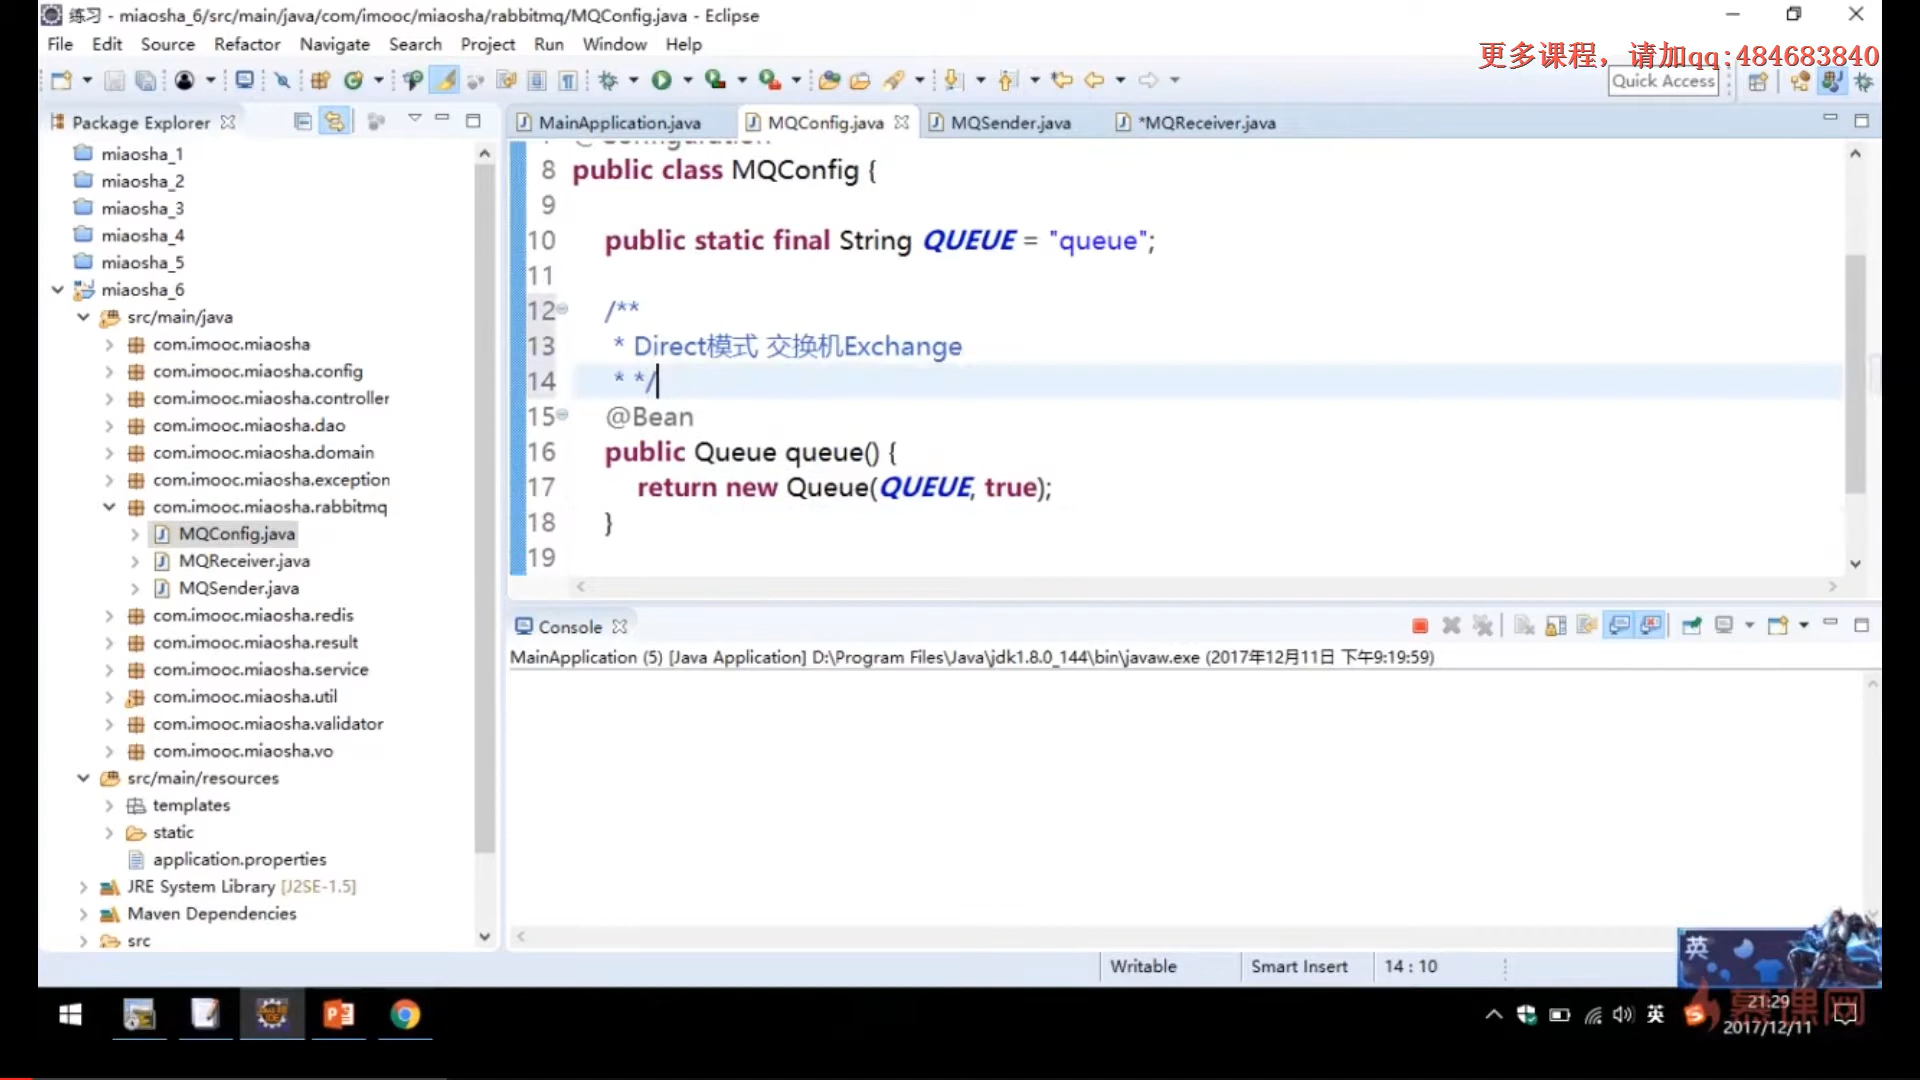 练习 - miaosha_6/src/main/java/com/imooc/miaosha/rabbitmq/MQConfig.java - Eclipse
File Edit Source Refactor Navigate Search Project Run Window Help
更多课程，请加qq:484683840
Quick Access
Package Explorer
MainApplication.java MQConfig.java MQSender.java *MQReceiver.java
miaosha_1
miaosha_2
miaosha_3
miaosha_4
miaosha_5
miaosha_6
src/main/java
com.imooc.miaosha
com.imooc.miaosha.config
com.imooc.miaosha.controller
com.imooc.miaosha.dao
com.imooc.miaosha.domain
com.imooc.miaosha.exception
com.imooc.miaosha.rabbitmq
MQConfig.java
MQReceiver.java
MQSender.java
com.imooc.miaosha.redis
com.imooc.miaosha.result
com.imooc.miaosha.service
com.imooc.miaosha.util
com.imooc.miaosha.validator
com.imooc.miaosha.vo
src/main/resources
templates
static
application.properties
JRE System Library [J2SE-1.5]
Maven Dependencies
src
8 public class MQConfig {
9
10 public static final String QUEUE = "queue";
11
12 /**
13 * Direct模式 交换机Exchange
14 * */
15 @Bean
16 public Queue queue() {
17 return new Queue(QUEUE, true);
18 }
19
Console
MainApplication (5) [Java Application] D:\Program Files\Java\jdk1.8.0_144\bin\javaw.exe (2017年12月11日 下午9:19:59)
Writable Smart Insert 14 : 10
英
英
慕课网
21:29
2017/12/11